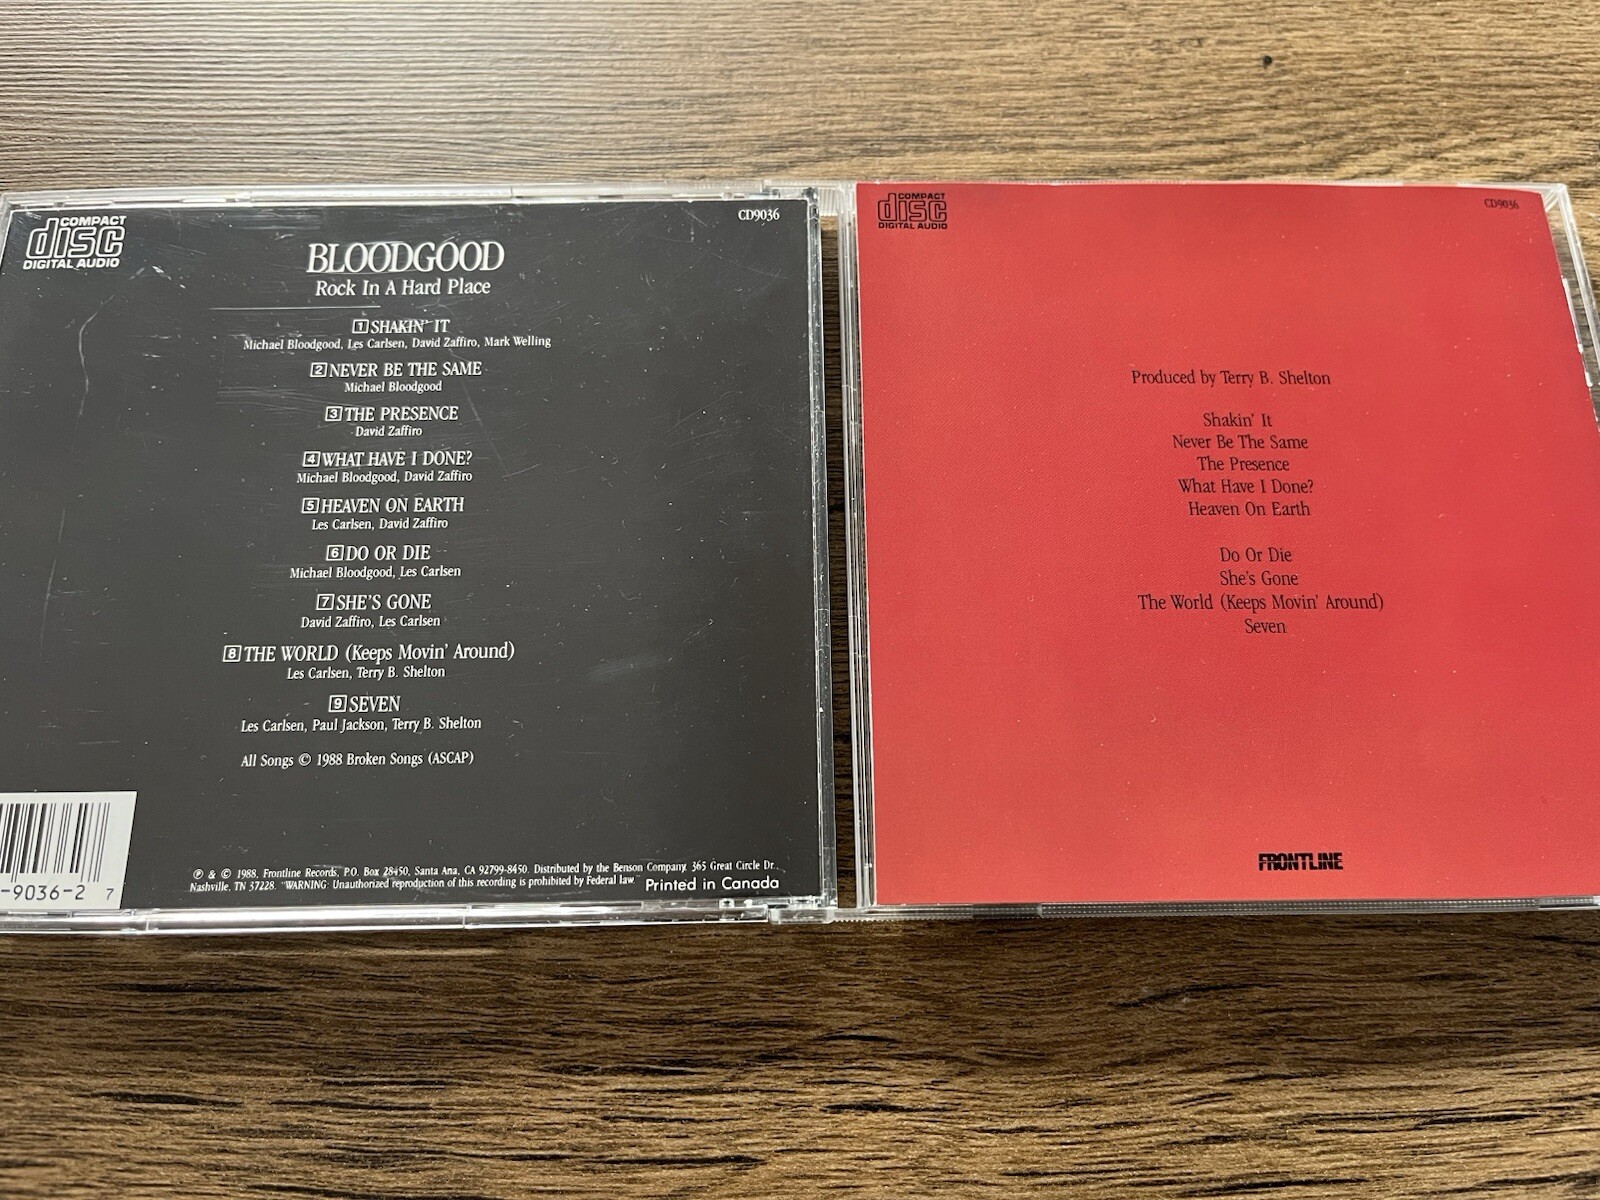 COMPACT
disc
DIGITAL AUDIO
CD9036
BLOODGOOD
Rock In A Hard Place
1 SHAKIN' IT
Michael Bloodgood, Les Carlsen, David Zaffiro, Mark Welling
2 NEVER BE THE SAME
Michael Bloodgood
3 THE PRESENCE
David Zaffiro
4 WHAT HAVE I DONE?
Michael Bloodgood, David Zaffiro
5 HEAVEN ON EARTH
Les Carlsen, David Zaffiro
6 DO OR DIE
Michael Bloodgood, Les Carlsen
7 SHE'S GONE
David Zaffiro, Les Carlsen
8 THE WORLD (Keeps Movin' Around)
Les Carlsen, Terry B. Shelton
9 SEVEN
Les Carlsen, Paul Jackson, Terry B. Shelton
All Songs © 1988 Broken Songs (ASCAP)
-9036-2 7
℗ & © 1988. Frontline Records, P.O. Box 28450, Santa Ana, CA 92799-8450. Distributed by the Benson Company, 365 Great Circle Dr.,
Nashville, TN 37228. "WARNING: Unauthorized reproduction of this recording is prohibited by Federal law." Printed in Canada
COMPACT
disc
DIGITAL AUDIO
CD9036
Produced by Terry B. Shelton
Shakin' It
Never Be The Same
The Presence
What Have I Done?
Heaven On Earth
Do Or Die
She's Gone
The World (Keeps Movin' Around)
Seven
FRONTLINE